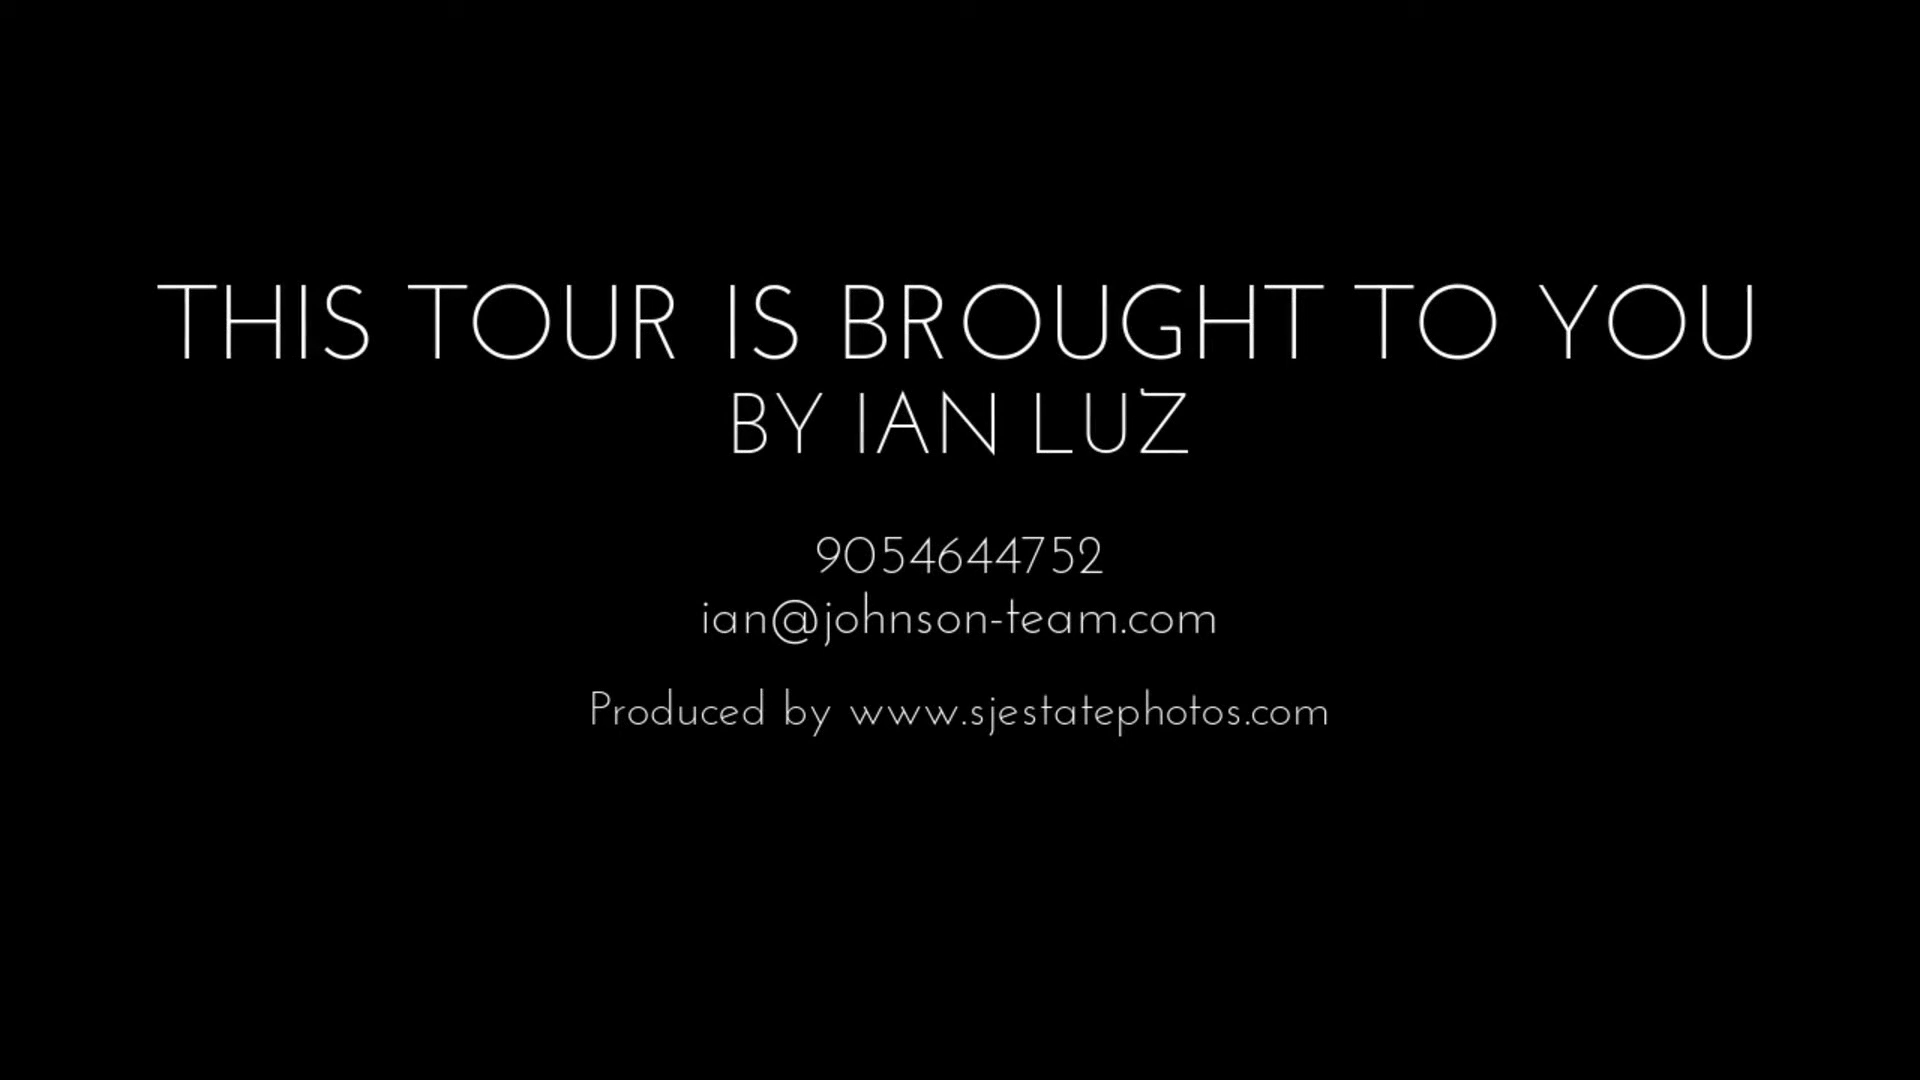 THIS TOUR IS BROUGHT TO YOU
BY IAN LUZ
9054644752
ian@johnson-team.com
Produced by www.sjestatephotos.com